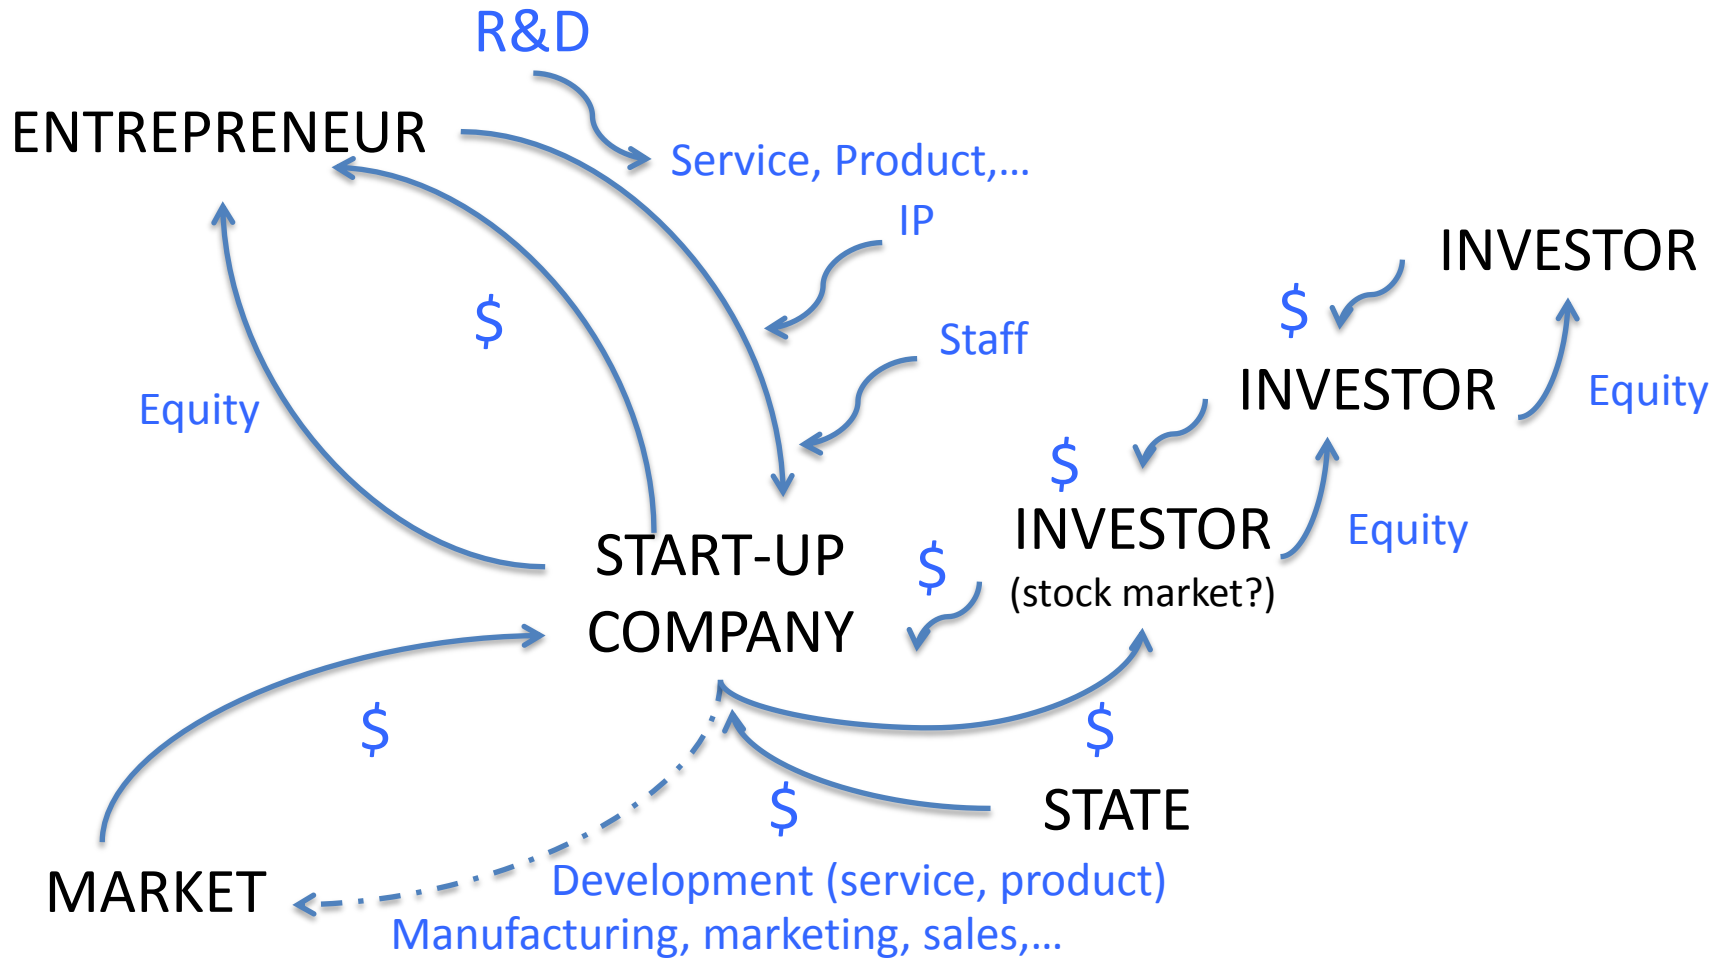 R&D
ENTREPRENEUR
Service, Product,...
IP
INVESTOR
$
$
Staff
INVESTOR
Equity
Equity
$
INVESTOR
Equity
START-UP
$
(stock market?)
COMPANY
$
$
$
STATE
MARKET
Development (service, product)
Manufacturing, marketing, sales,...